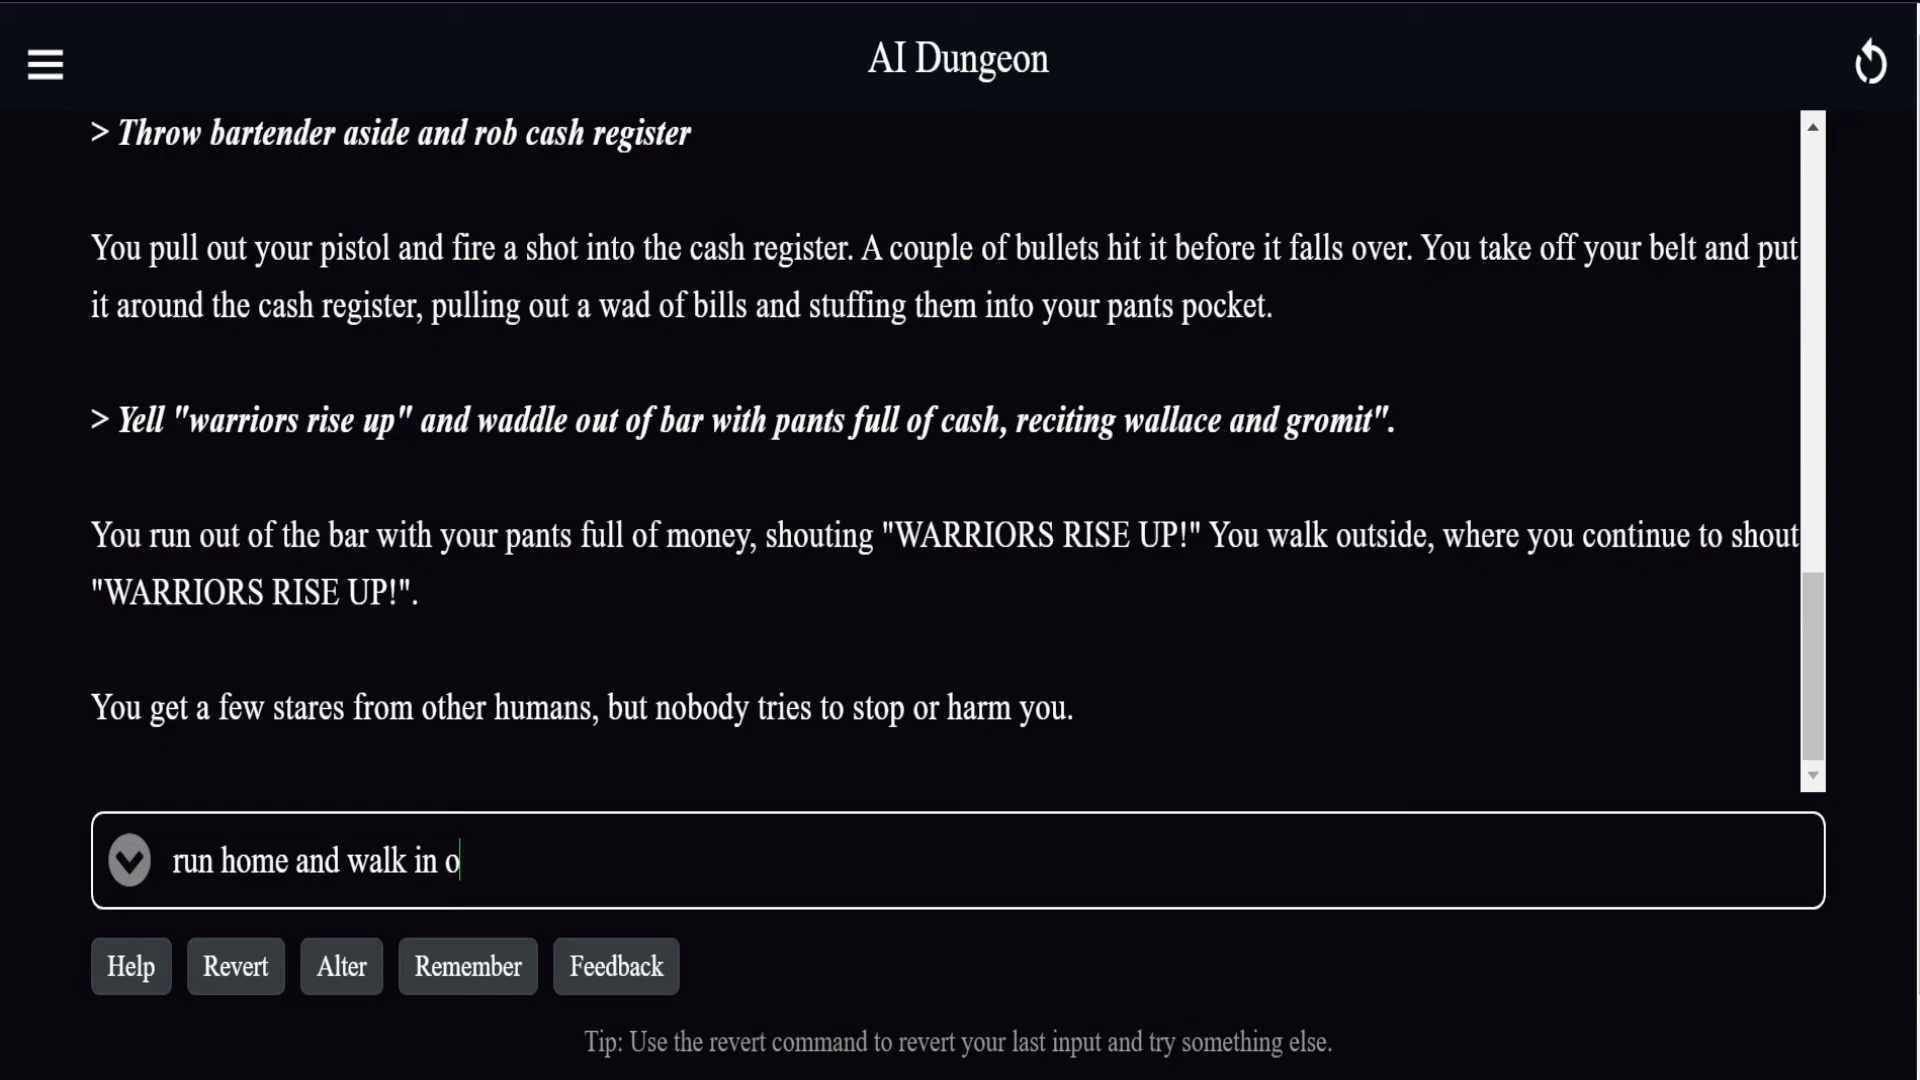 AI Dungeon
> Throw bartender aside and rob cash register
You pull out your pistol and fire a shot into the cash register. A couple of bullets hit it before it falls over. You take off your belt and put
it around the cash register, pulling out a wad of bills and stuffing them into your pants pocket.
> Yell "warriors rise up" and waddle out of bar with pants full of cash, reciting wallace and gromit".
You run out of the bar with your pants full of money, shouting "WARRIORS RISE UP!" You walk outside, where you continue to shout
"WARRIORS RISE UP!".
You get a few stares from other humans, but nobody tries to stop or harm you.
run home and walk in o
Help Revert Alter Remember Feedback
Tip: Use the revert command to revert your last input and try something else.